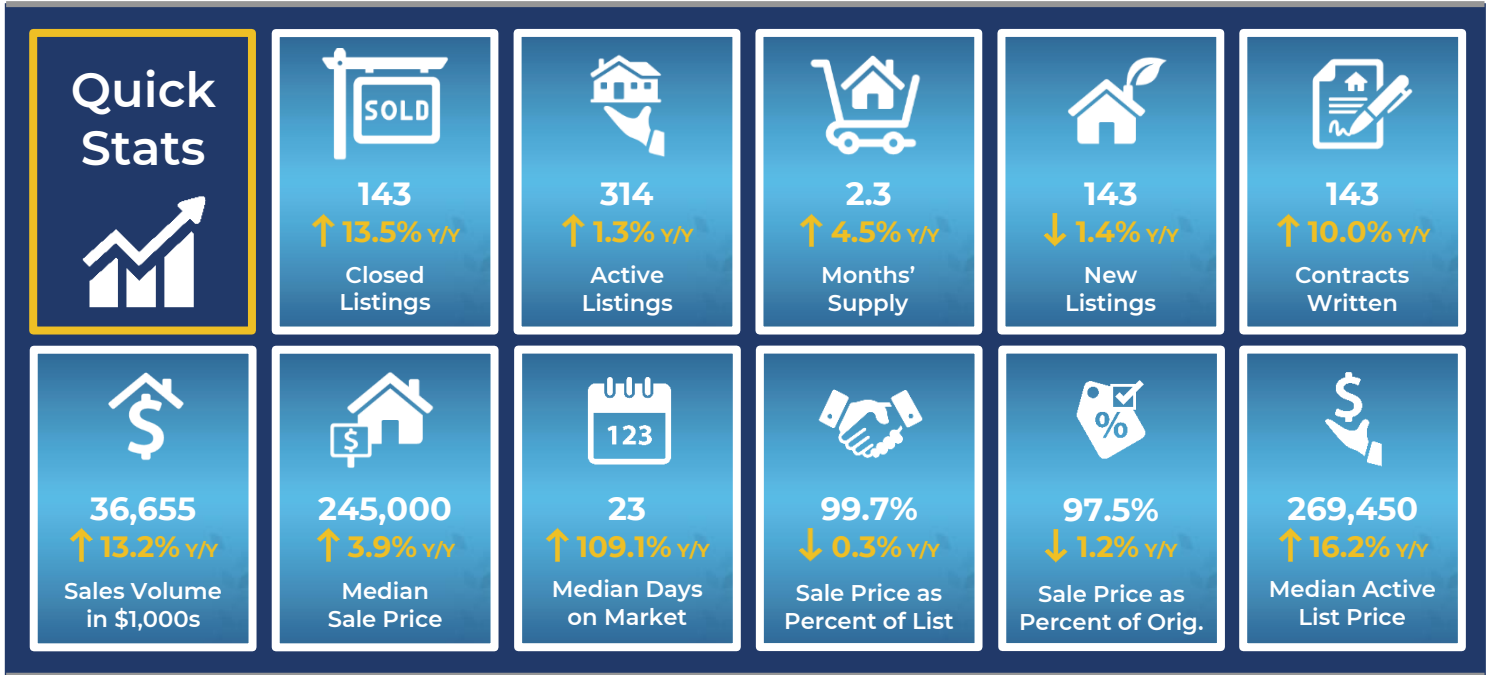 Quick
Stats
SOLD
143
↑ 13.5% Y/Y
Closed
Listings
314
↑ 1.3% Y/Y
Active
Listings
2.3
↑ 4.5% Y/Y
Months’
Supply
143
↓ 1.4% Y/Y
New
Listings
143
↑ 10.0% Y/Y
Contracts
Written
$
36,655
↑ 13.2% Y/Y
Sales Volume
in $1,000s
$
245,000
↑ 3.9% Y/Y
Median
Sale Price
123
23
↑ 109.1% Y/Y
Median Days
on Market
99.7%
↓ 0.3% Y/Y
Sale Price as
Percent of List
%
97.5%
↓ 1.2% Y/Y
Sale Price as
Percent of Orig.
$
269,450
↑ 16.2% Y/Y
Median Active
List Price